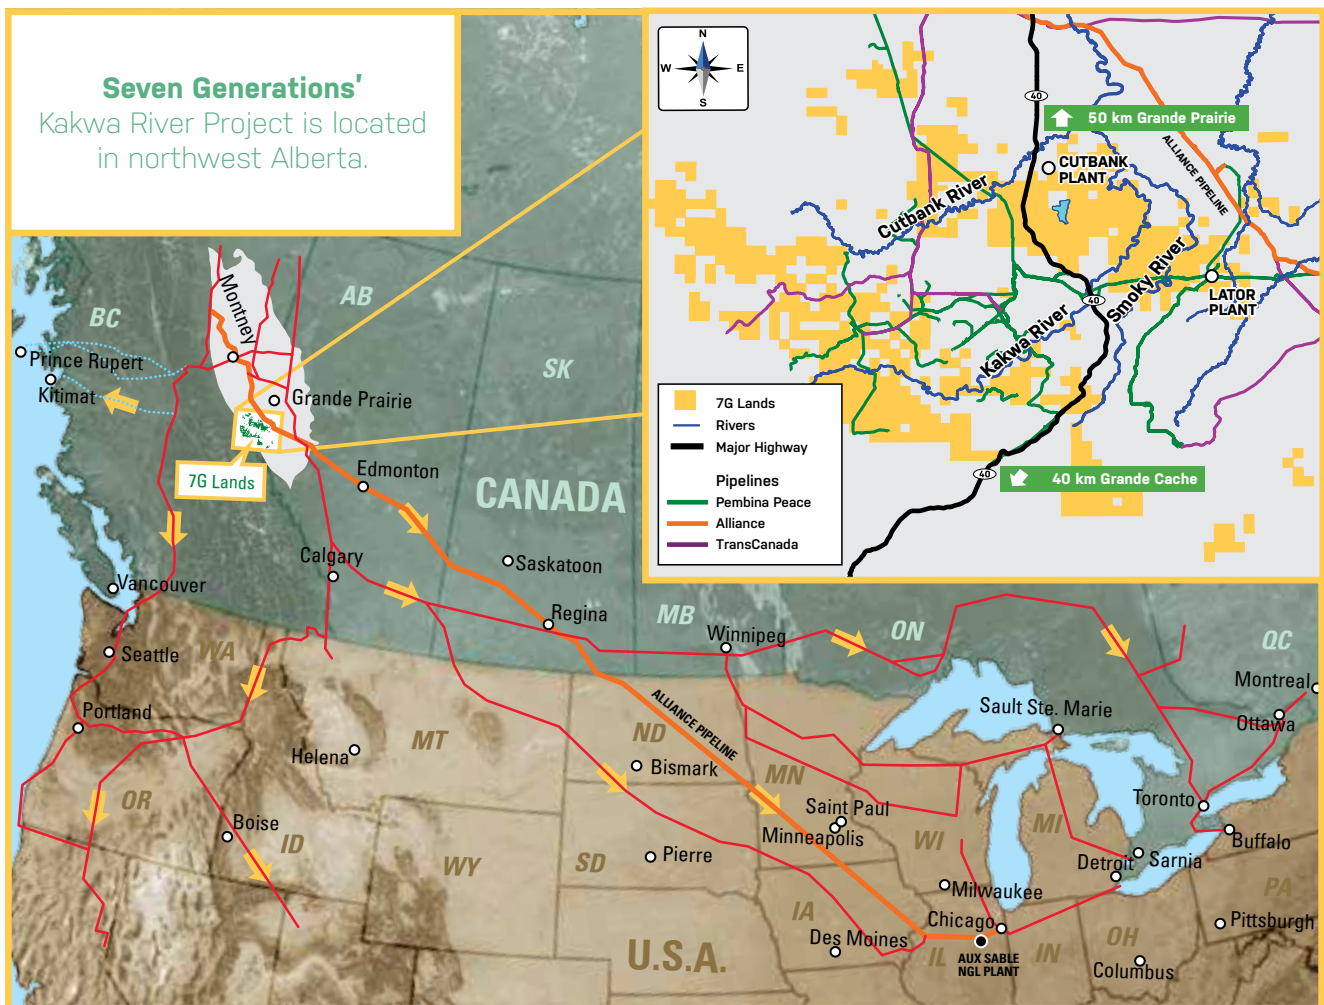 Seven Generations'
Kakwa River Project is located
in northwest Alberta.
N
W
E
S
40
50 km Grande Prairie
CUTBANK
PLANT
ALLIANCE PIPELINE
Cutbank River
Smoky River
LATOR
PLANT
40
Kakwa River
7G Lands
Rivers
Major Highway
Pipelines
Pembina Peace
Alliance
TransCanada
40
40 km Grande Cache
BC
AB
SK
Montney
Prince Rupert
Kitimat
Grande Prairie
7G Lands
Edmonton
CANADA
Calgary
Saskatoon
Vancouver
Regina
MB
Winnipeg
ON
QC
Seattle
WA
Montreal
Portland
Sault Ste. Marie
Ottawa
ALLIANCE PIPELINE
Helena
MT
ND
Bismark
MN
OR
Saint Paul
Minneapolis
Toronto
Boise
ID
WY
SD
Pierre
WI
MI
Buffalo
Detroit
Sarnia
Milwaukee
PA
IA
Chicago
Pittsburgh
Des Moines
U.S.A.
IL
AUX SABLE
NGL PLANT
IN
OH
Columbus